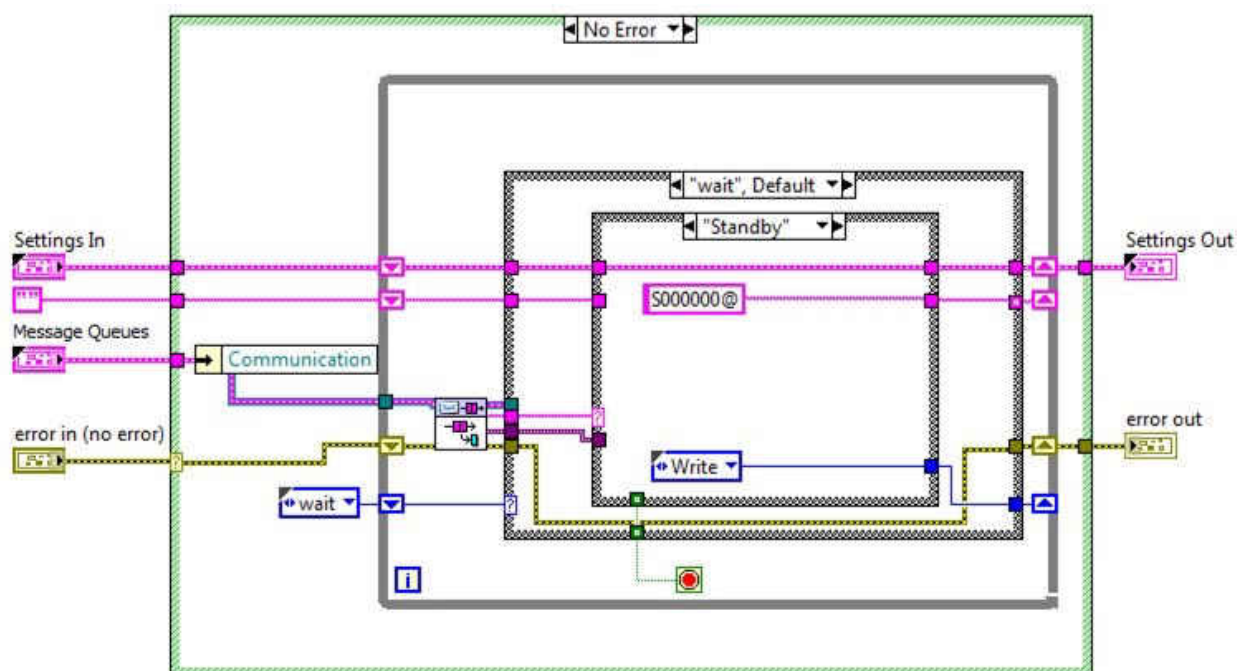 No Error
"wait", Default
"Standby"
Settings In
Settings Out
S000000@
Message Queues
Communication
error in (no error)
error out
Write
wait
i